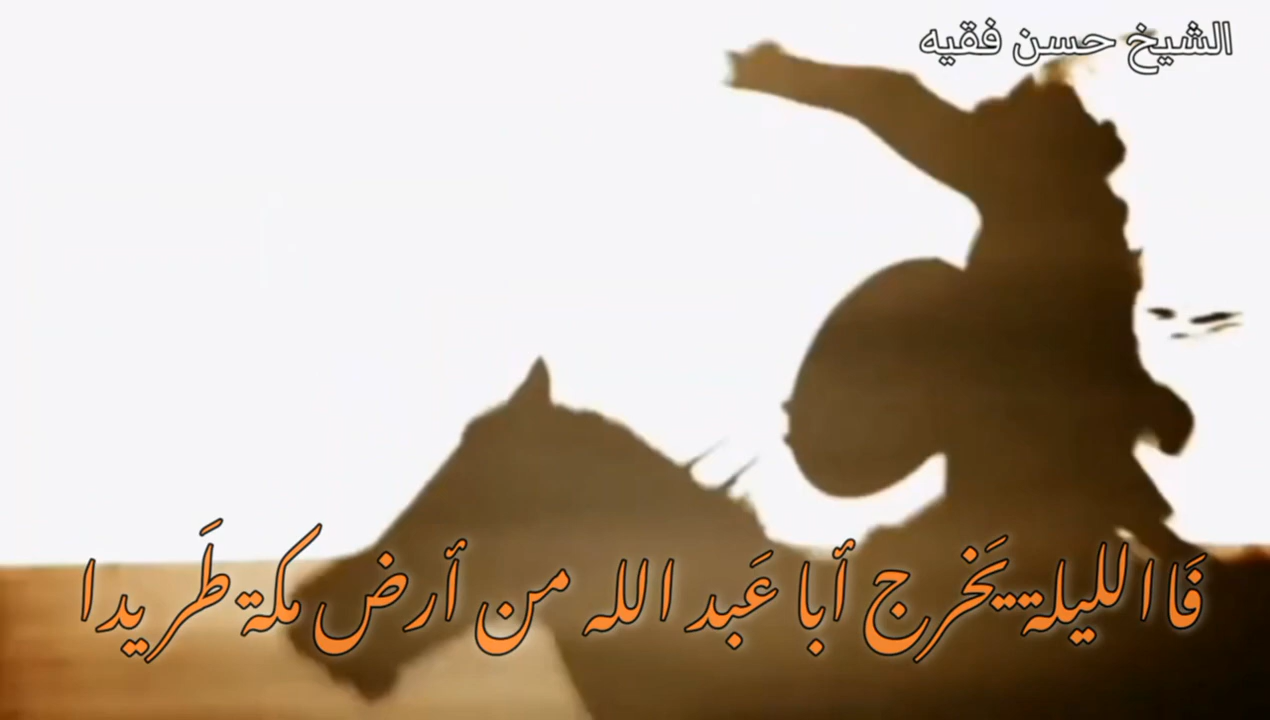 الشيخ حسن فقيه
فَا الليلة يَخرج أبا عَبد الله من أرض مكة طَريدا